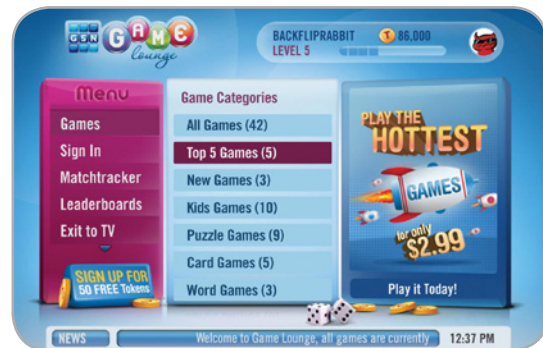 GSN GAME
lounge
BACKFLIPRABBIT T 86,000
LEVEL 5
Menu
Games
Sign In
Matchtracker
Leaderboards
Exit to TV
SIGN UP FOR
50 FREE Tokens
Game Categories
All Games (42)
Top 5 Games (5)
New Games (3)
Kids Games (10)
Puzzle Games (9)
Card Games (5)
Word Games (3)
PLAY THE
HOTTEST
GAMES
for only
$2.99
Play it Today!
NEWS Welcome to Game Lounge, all games are currently 12:37 PM